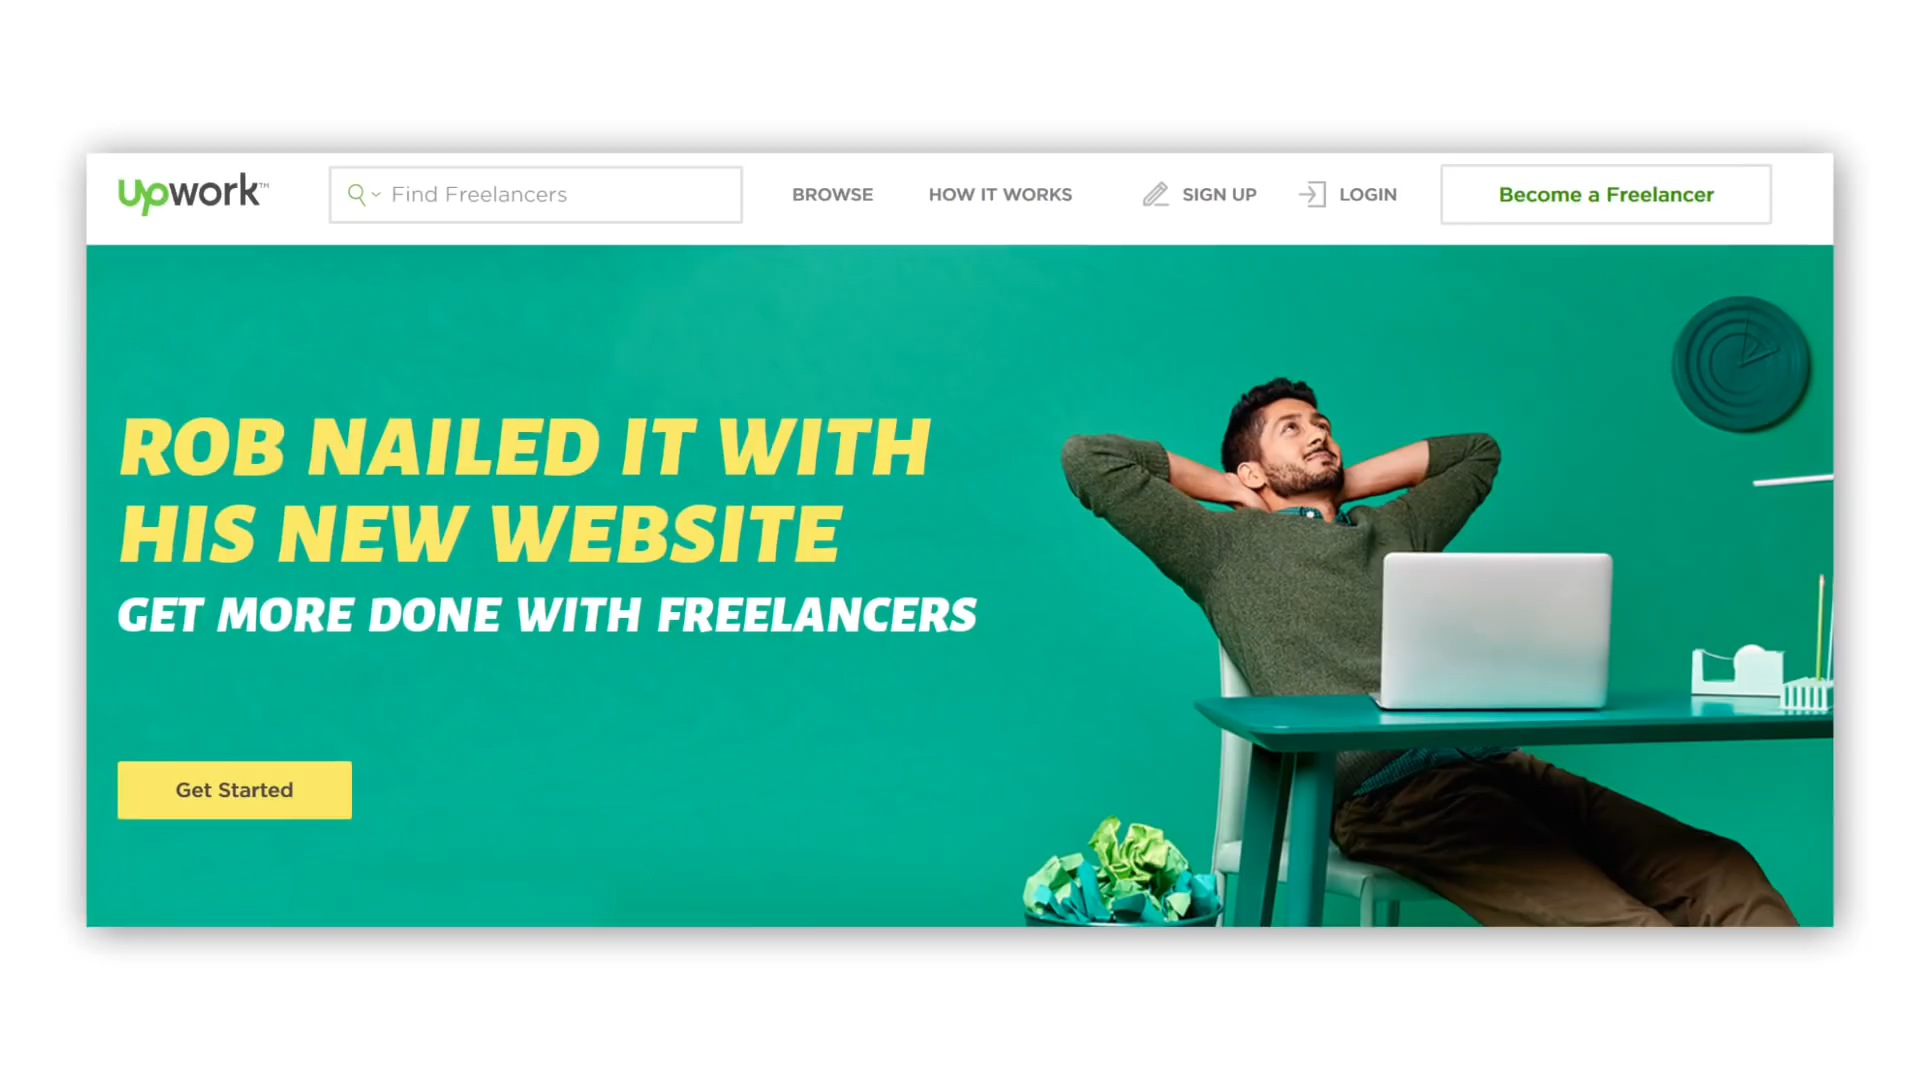 upwork™
Find Freelancers
BROWSE
HOW IT WORKS
SIGN UP
LOGIN
Become a Freelancer
ROB NAILED IT WITH
HIS NEW WEBSITE
GET MORE DONE WITH FREELANCERS
Get Started